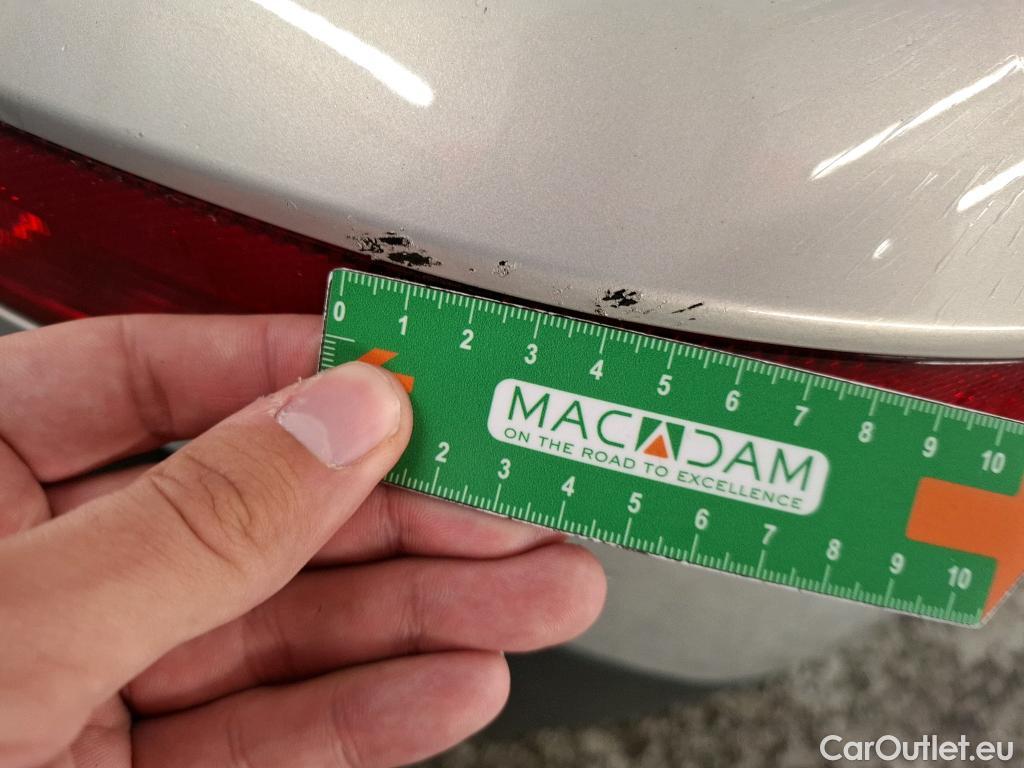 0 1 2 3 4 5 6 7 8 9 10
MACADAM
ON THE ROAD TO EXCELLENCE
2 3 4 5 6 7 8 9 10
CarOutlet.eu